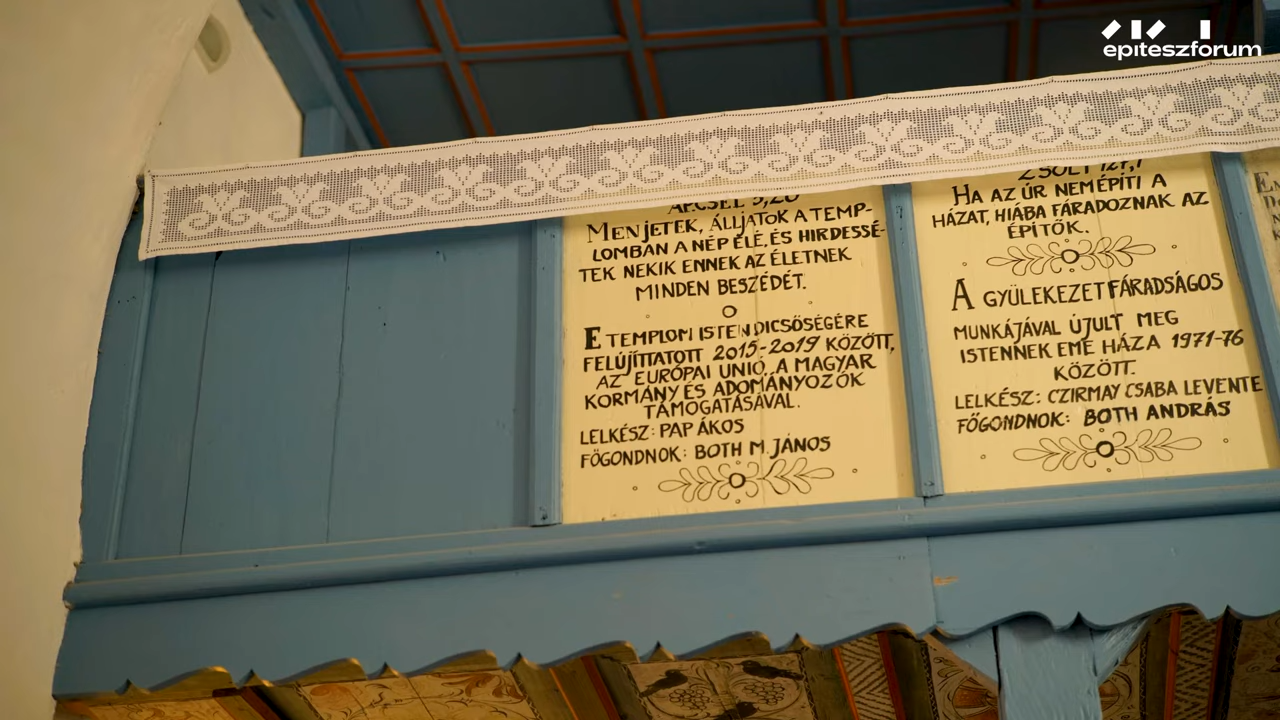 epiteszforum
APCSEL 5,20
MENJETEK, ÁLLJATOK A TEMP-
LOMBAN A NÉP ELÉ, ÉS HIRDESSÉ-
TEK NEKIK ENNEK AZ ÉLETNEK
MINDEN BESZÉDÉT.
E TEMPLOM ISTEN DICSŐSÉGÉRE
FELÚJÍTTATOTT 2015-2019 KÖZÖTT,
AZ EURÓPAI UNIÓ, A MAGYAR
KORMÁNY ÉS ADOMÁNYOZÓK
TÁMOGATÁSÁVAL.
LELKÉSZ: PAP ÁKOS
FŐGONDNOK: BOTH M. JÁNOS
ZSOLT 127,1
HA AZ ÚR NEM ÉPÍTI A
HÁZAT, HIÁBA FÁRADOZNAK AZ
ÉPÍTŐK.
A GYÜLEKEZET FÁRADSÁGOS
MUNKÁJÁVAL ÚJULT MEG
ISTENNEK EME HÁZA 1971-76
KÖZÖTT.
LELKÉSZ: CZIRMAY CSABA LEVENTE
FŐGONDNOK: BOTH ANDRÁS